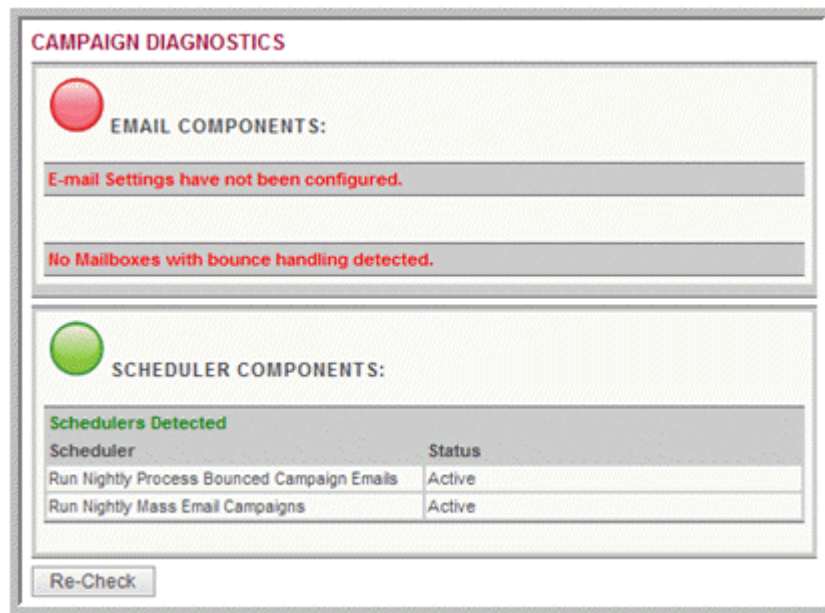 CAMPAIGN DIAGNOSTICS
EMAIL COMPONENTS:
E-mail Settings have not been configured.
No Mailboxes with bounce handling detected.
SCHEDULER COMPONENTS:
Schedulers Detected
Scheduler Status
Run Nightly Process Bounced Campaign Emails Active
Run Nightly Mass Email Campaigns Active
Re-Check